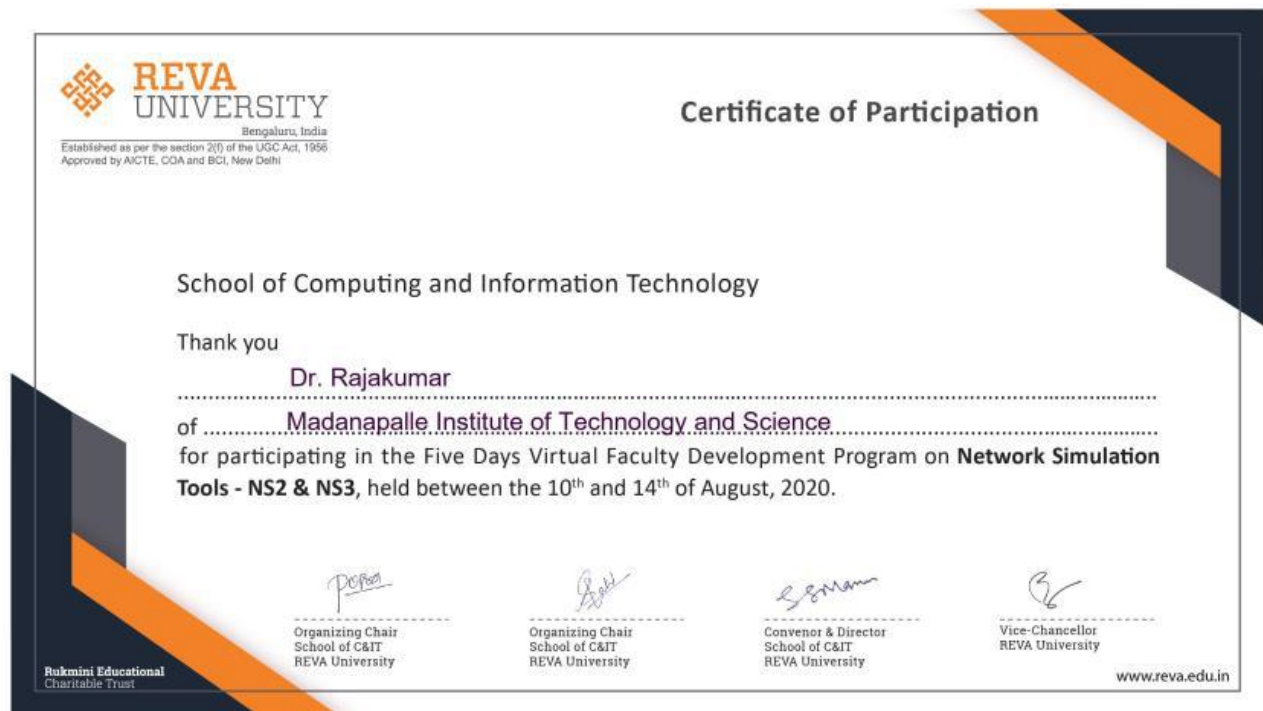 REVA
UNIVERSITY
Bengaluru, India
Established as per the section 2(f) of the UGC Act, 1956
Approved by AICTE, COA and BCI, New Delhi
Certificate of Participation
School of Computing and Information Technology
Thank you
Dr. Rajakumar
of Madanapalle Institute of Technology and Science
for participating in the Five Days Virtual Faculty Development Program on Network Simulation
Tools - NS2 & NS3, held between the 10th and 14th of August, 2020.
Organizing Chair
School of C&IT
REVA University
Organizing Chair
School of C&IT
REVA University
Convenor & Director
School of C&IT
REVA University
Vice-Chancellor
REVA University
Rukmini Educational
Charitable Trust
www.reva.edu.in